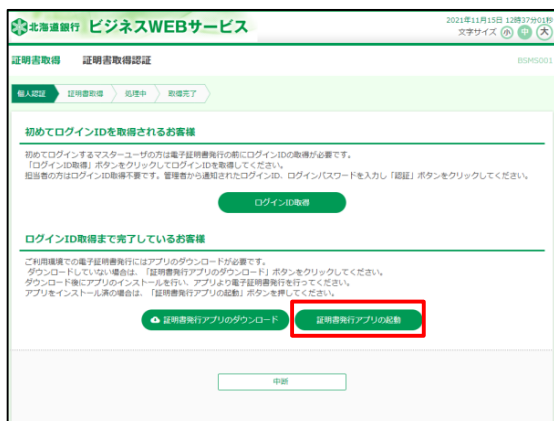 北海道銀行 ビジネスWEBサービス
2021年11月15日 12時37分01秒
文字サイズ 小 中 大
証明書取得 証明書取得認証
BSMS001
個人認証 証明書取得 処理中 取得完了
初めてログインIDを取得されるお客様
初めてログインするマスターユーザの方は電子証明書発行の前にログインIDの取得が必要です。
「ログインID取得」ボタンをクリックしてログインIDを取得してください。
担当者の方はログインID取得不要です。管理者から通知されたログインID、ログインパスワードを入力し「認証」ボタンをクリックしてください。
ログインID取得
ログインID取得まで完了しているお客様
ご利用環境での電子証明書発行にはアプリのダウンロードが必要です。
ダウンロードしていない場合は、「証明書発行アプリのダウンロード」ボタンをクリックしてください。
ダウンロード後にアプリのインストールを行い、アプリより電子証明書発行を行ってください。
アプリをインストール済の場合は、「証明書発行アプリの起動」ボタンを押してください。
証明書発行アプリのダウンロード 証明書発行アプリの起動
中断